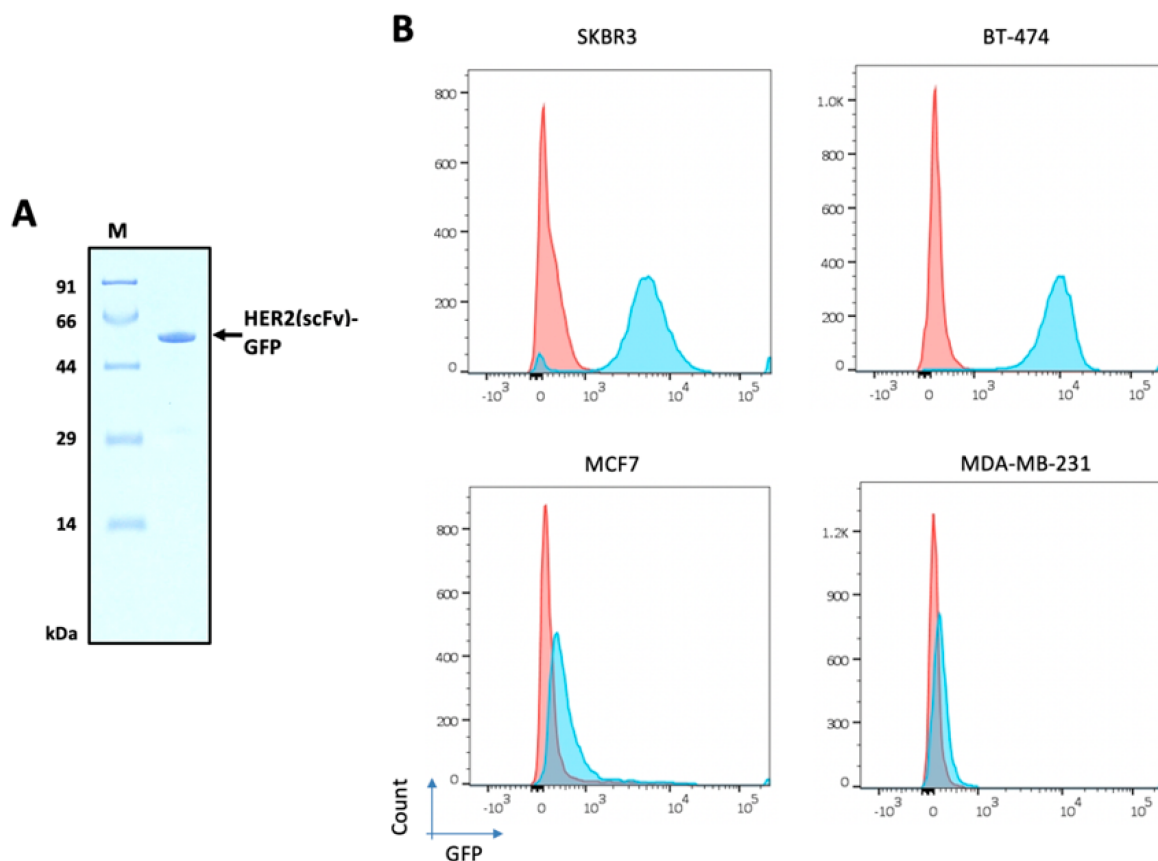 A
M
91
66
44
29
14
kDa
HER2(scFv)-
GFP
B
SKBR3
800
600
400
200
0
-10³ 0 10³ 10⁴ 10⁵
BT-474
1.0K
800
600
400
200
0
-10³ 0 10³ 10⁴ 10⁵
MCF7
800
600
400
200
0
-10³ 0 10³ 10⁴ 10⁵
MDA-MB-231
1.2K
900
600
300
0
-10³ 0 10³ 10⁴ 10⁵
Count
GFP